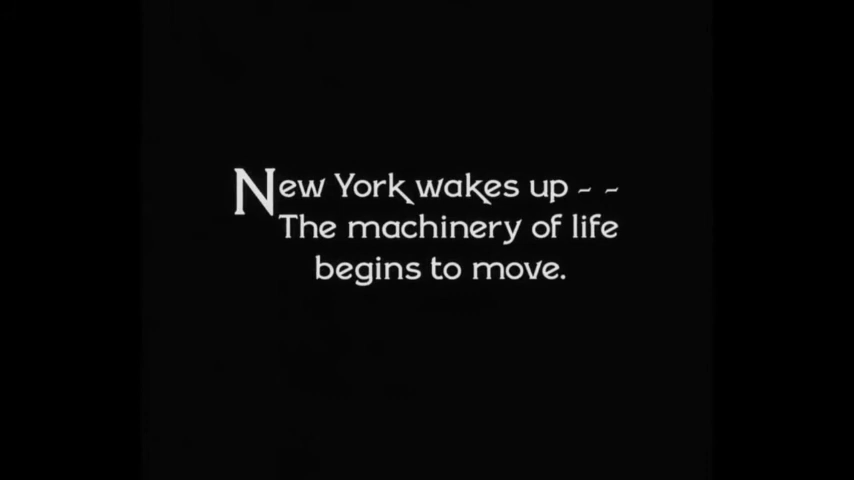 New York wakes up - -
The machinery of life
begins to move.